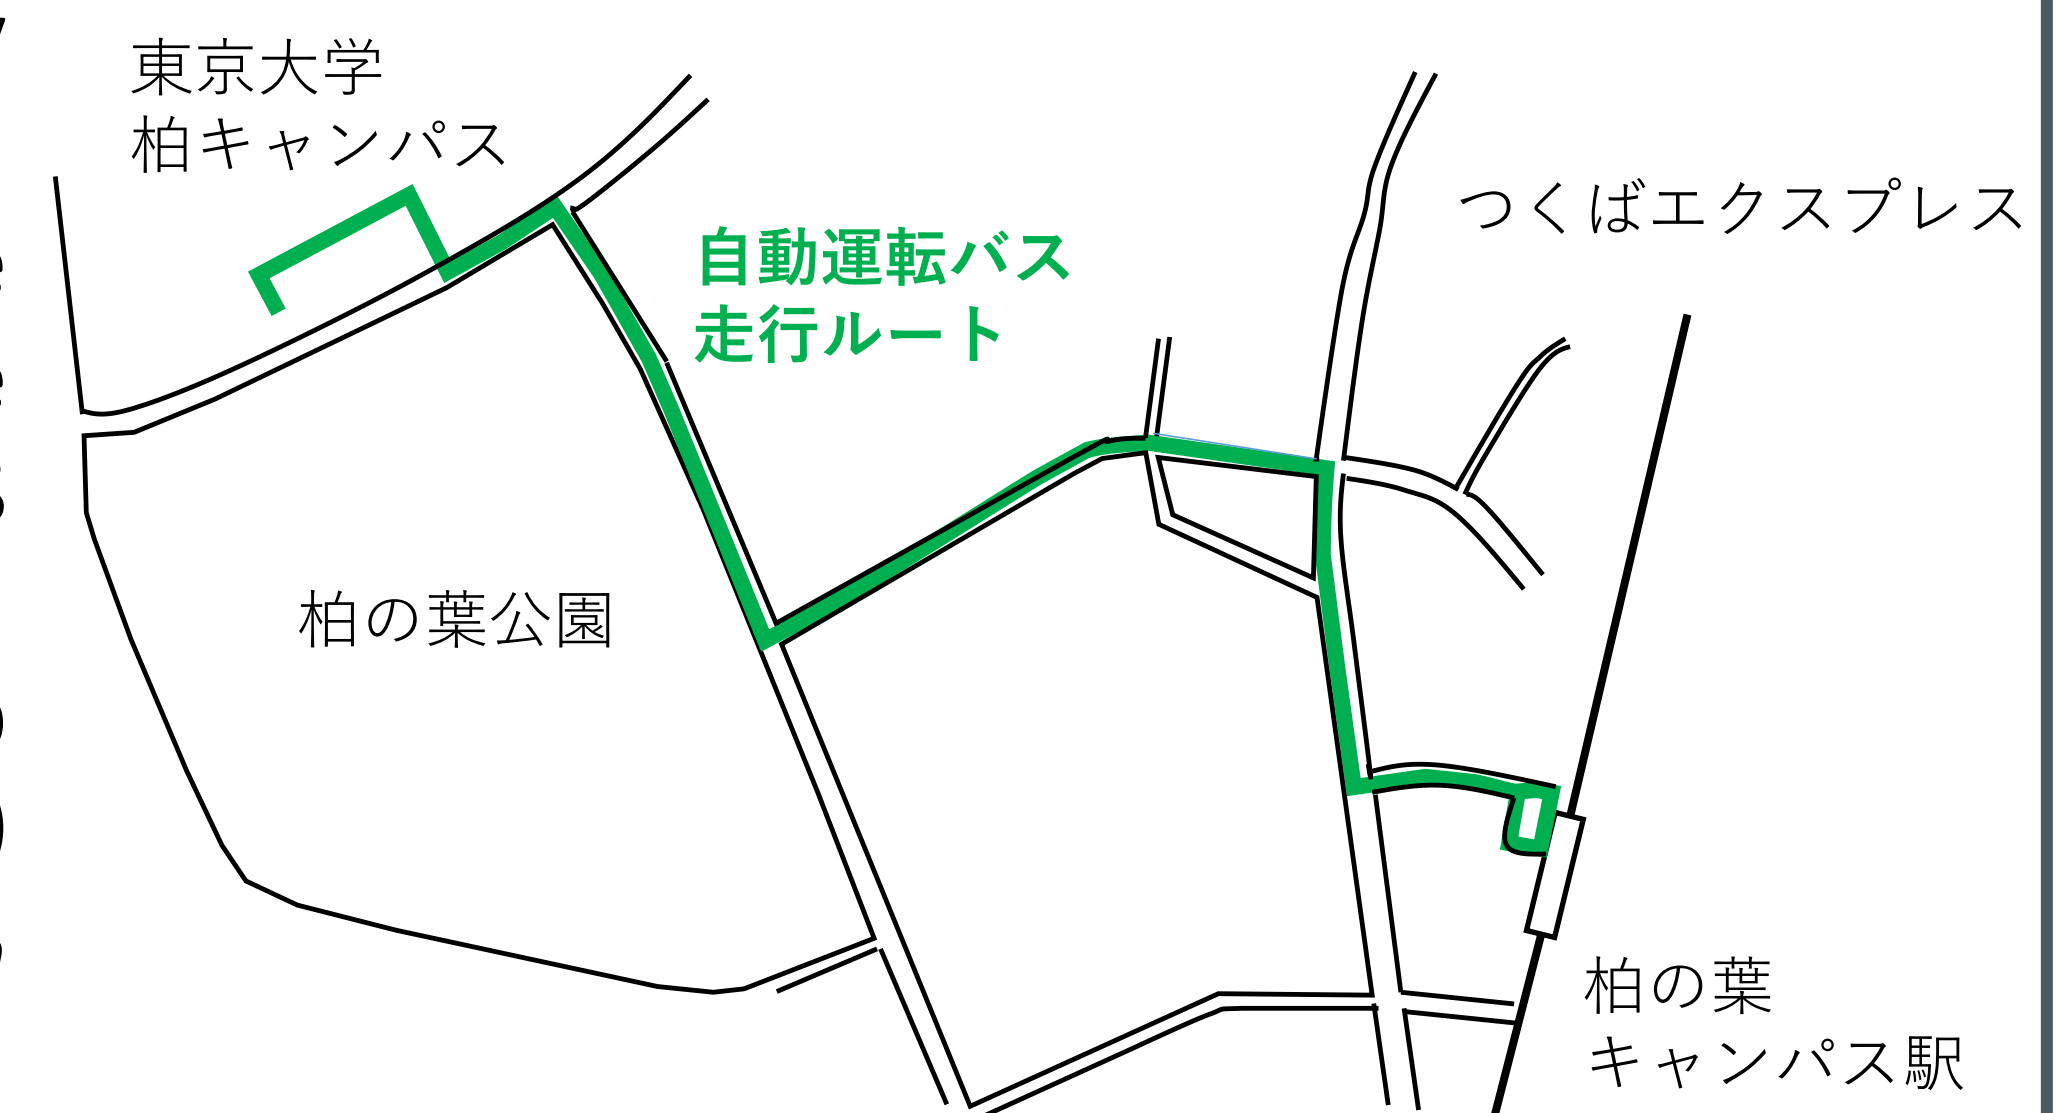 東京大学
柏キャンパス
つくばエクスプレス
自動運転バス
走行ルート
柏の葉公園
柏の葉
キャンパス駅